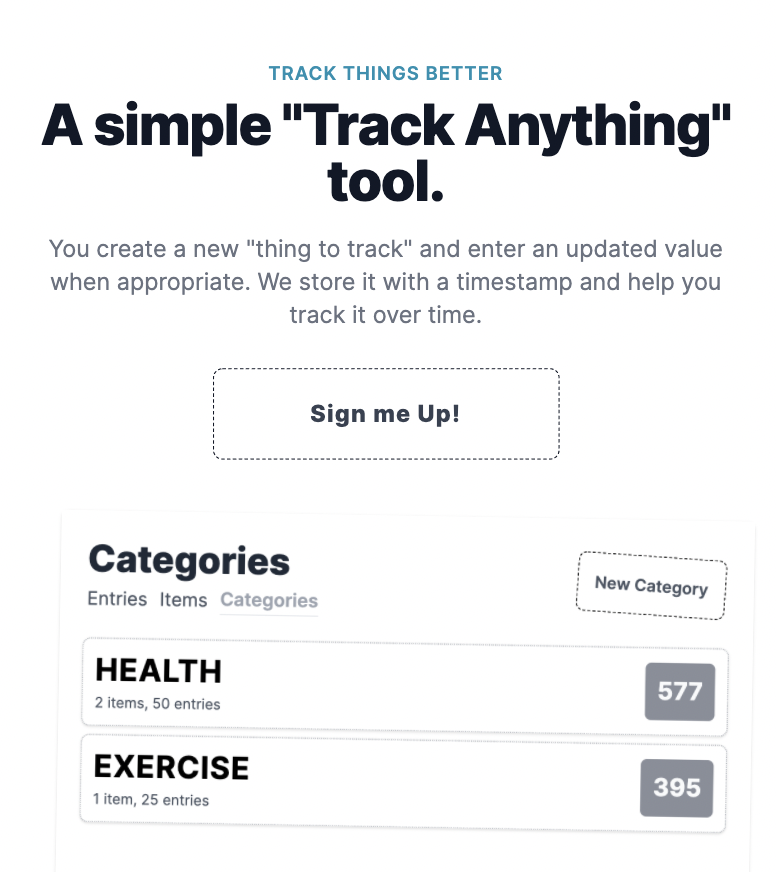 TRACK THINGS BETTER
A simple "Track Anything"
tool.
You create a new "thing to track" and enter an updated value
when appropriate. We store it with a timestamp and help you
track it over time.
Sign me Up!
Categories
New Category
Entries Items Categories
HEALTH
577
2 items, 50 entries
EXERCISE
395
1 item, 25 entries